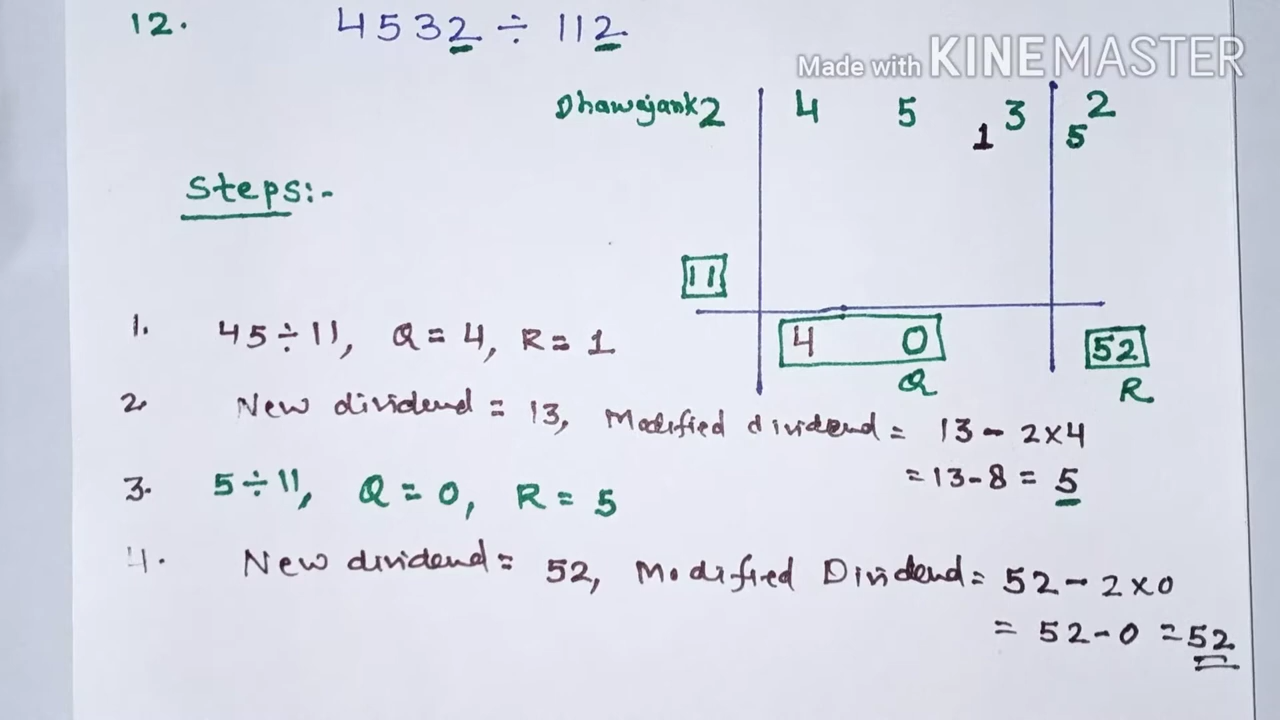 12. 4532 ÷ 112
Made with KINEMASTER
Dhawajank 2 4 5 3 2
1 5
Steps:-
11
1. 45÷11, Q = 4, R = 1
4 0 52
Q R
2. New dividend = 13, Modified dividend = 13 - 2×4
= 13-8 = 5
3. 5÷11, Q = 0, R = 5
4. New dividend = 52, Modified Dividend = 52 - 2×0
= 52-0 = 52